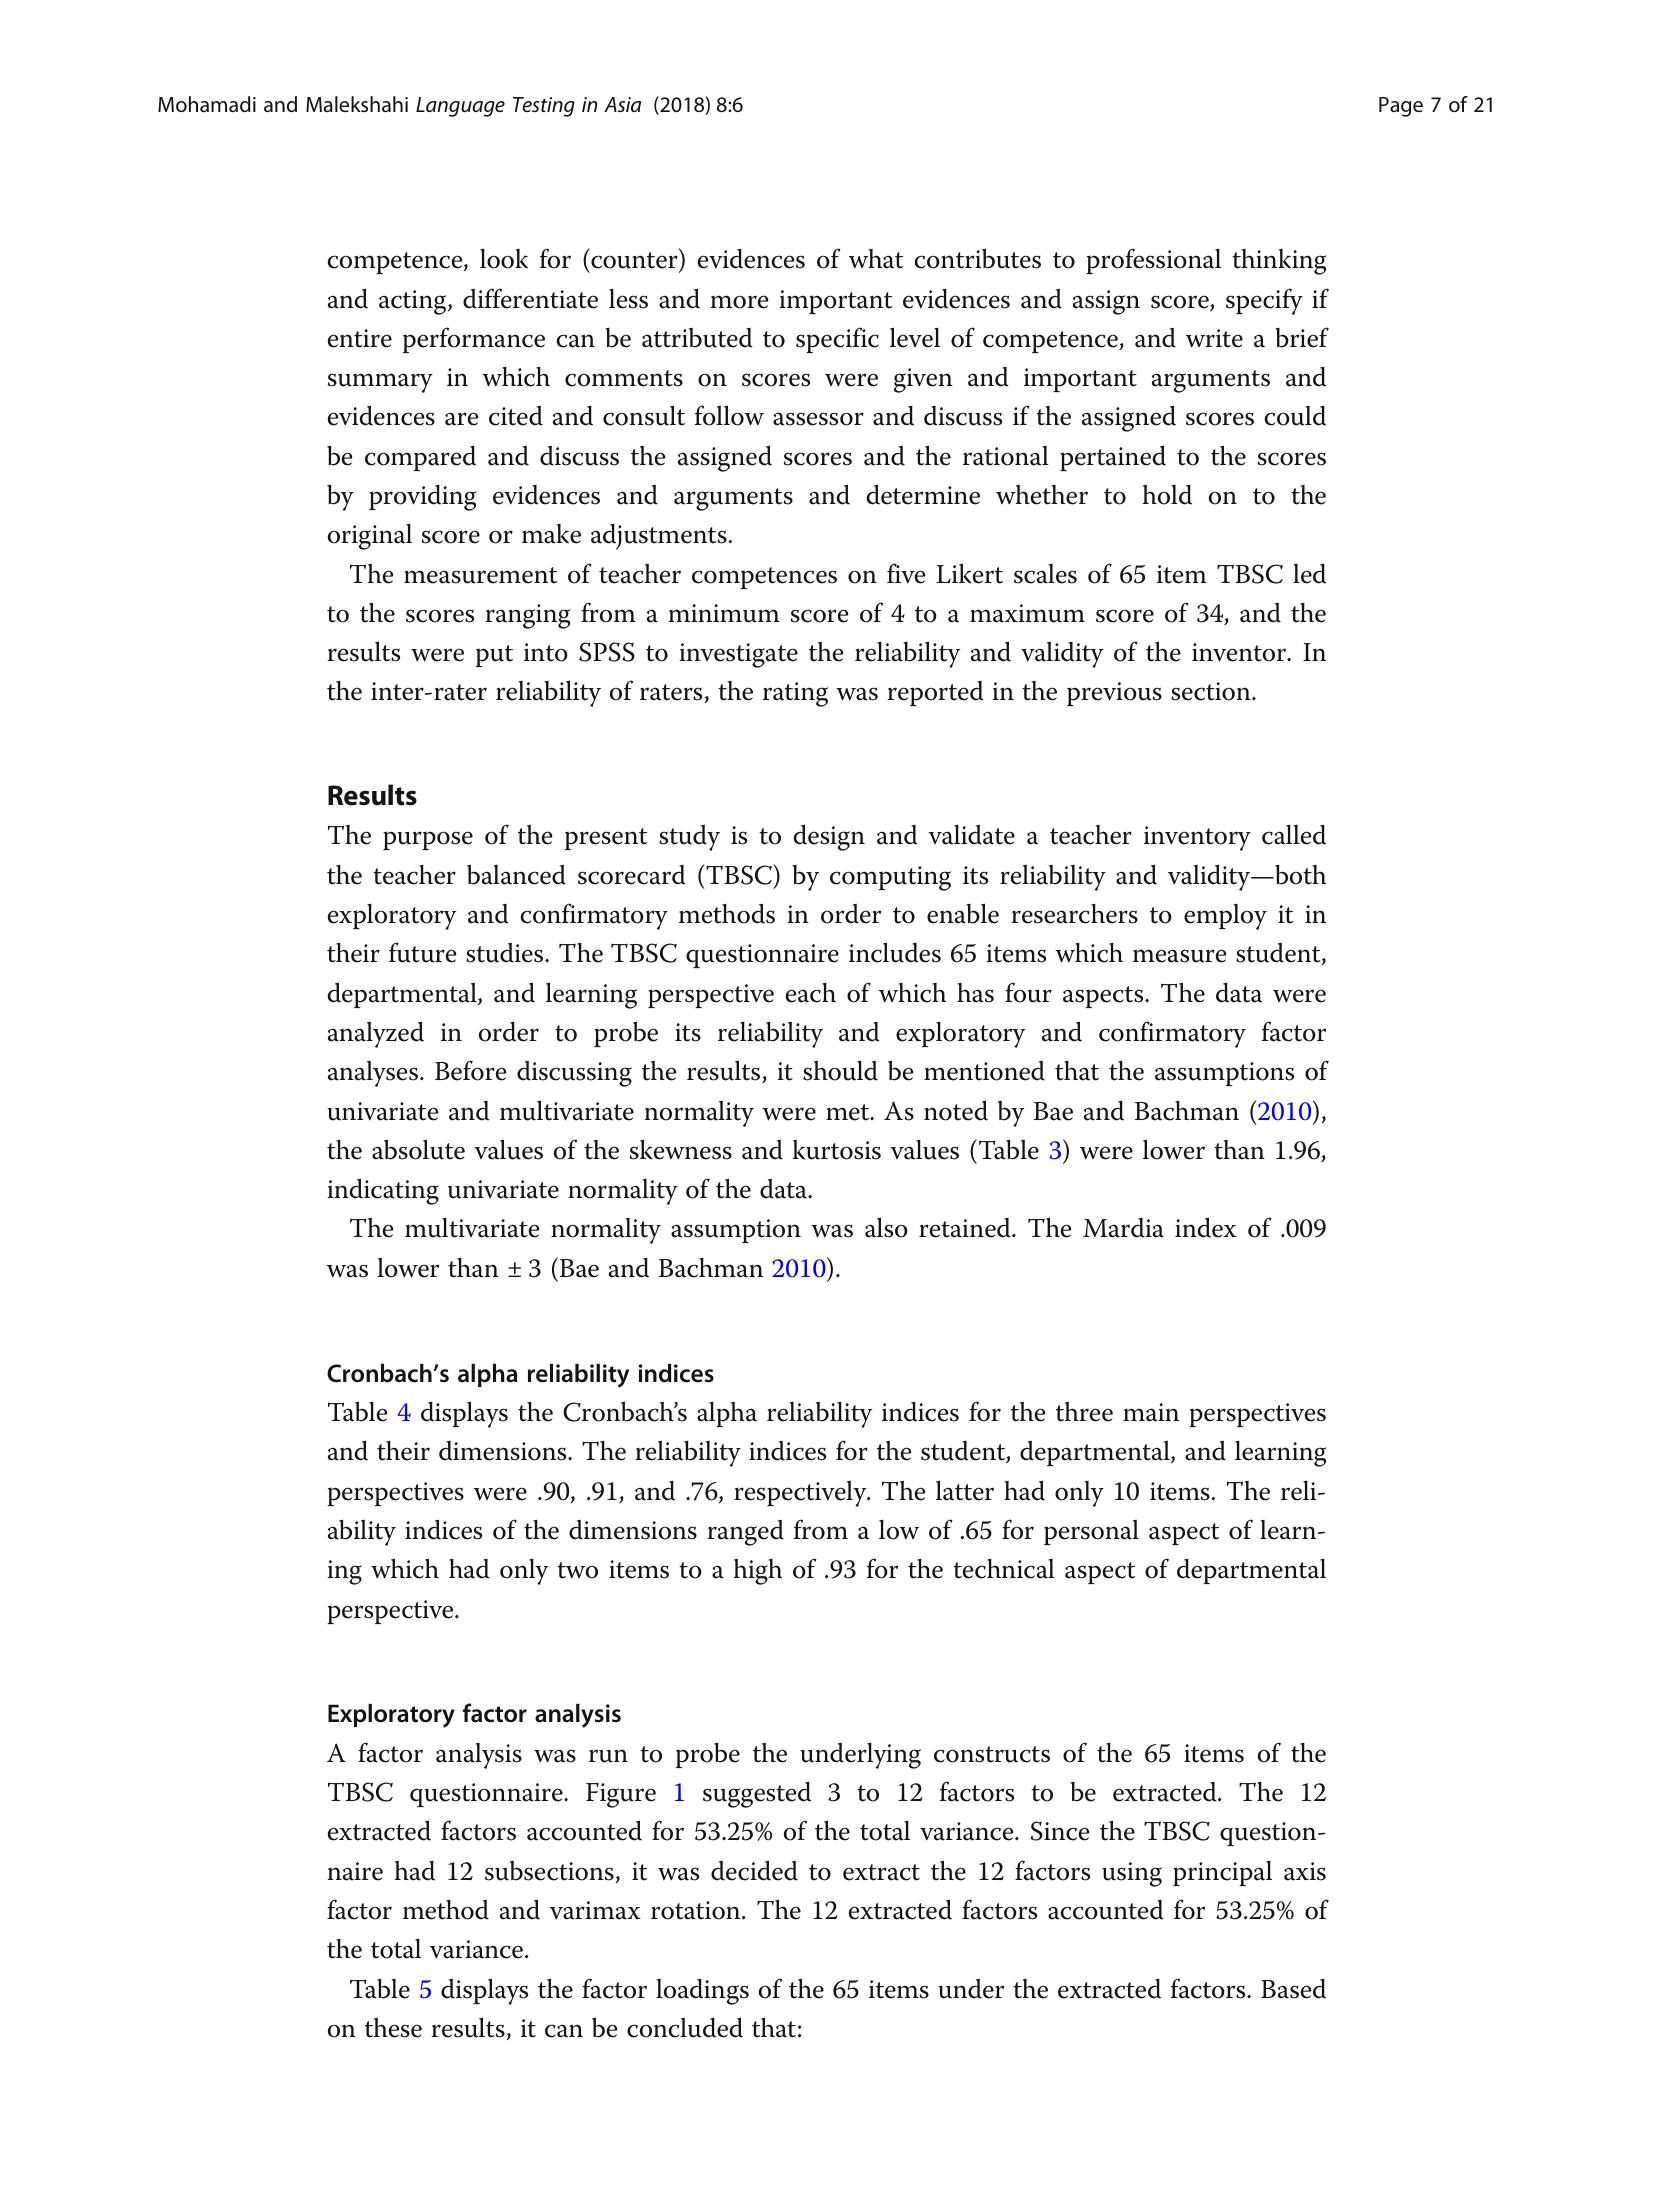 Mohamadi and Malekshahi Language Testing in Asia (2018) 8:6
Page 7 of 21
competence, look for (counter) evidences of what contributes to professional thinking
and acting, differentiate less and more important evidences and assign score, specify if
entire performance can be attributed to specific level of competence, and write a brief
summary in which comments on scores were given and important arguments and
evidences are cited and consult follow assessor and discuss if the assigned scores could
be compared and discuss the assigned scores and the rational pertained to the scores
by providing evidences and arguments and determine whether to hold on to the
original score or make adjustments.
The measurement of teacher competences on five Likert scales of 65 item TBSC led
to the scores ranging from a minimum score of 4 to a maximum score of 34, and the
results were put into SPSS to investigate the reliability and validity of the inventor. In
the inter-rater reliability of raters, the rating was reported in the previous section.
Results
The purpose of the present study is to design and validate a teacher inventory called
the teacher balanced scorecard (TBSC) by computing its reliability and validity—both
exploratory and confirmatory methods in order to enable researchers to employ it in
their future studies. The TBSC questionnaire includes 65 items which measure student,
departmental, and learning perspective each of which has four aspects. The data were
analyzed in order to probe its reliability and exploratory and confirmatory factor
analyses. Before discussing the results, it should be mentioned that the assumptions of
univariate and multivariate normality were met. As noted by Bae and Bachman (2010),
the absolute values of the skewness and kurtosis values (Table 3) were lower than 1.96,
indicating univariate normality of the data.
The multivariate normality assumption was also retained. The Mardia index of .009
was lower than ± 3 (Bae and Bachman 2010).
Cronbach’s alpha reliability indices
Table 4 displays the Cronbach’s alpha reliability indices for the three main perspectives
and their dimensions. The reliability indices for the student, departmental, and learning
perspectives were .90, .91, and .76, respectively. The latter had only 10 items. The reli-
ability indices of the dimensions ranged from a low of .65 for personal aspect of learn-
ing which had only two items to a high of .93 for the technical aspect of departmental
perspective.
Exploratory factor analysis
A factor analysis was run to probe the underlying constructs of the 65 items of the
TBSC questionnaire. Figure 1 suggested 3 to 12 factors to be extracted. The 12
extracted factors accounted for 53.25% of the total variance. Since the TBSC question-
naire had 12 subsections, it was decided to extract the 12 factors using principal axis
factor method and varimax rotation. The 12 extracted factors accounted for 53.25% of
the total variance.
Table 5 displays the factor loadings of the 65 items under the extracted factors. Based
on these results, it can be concluded that: